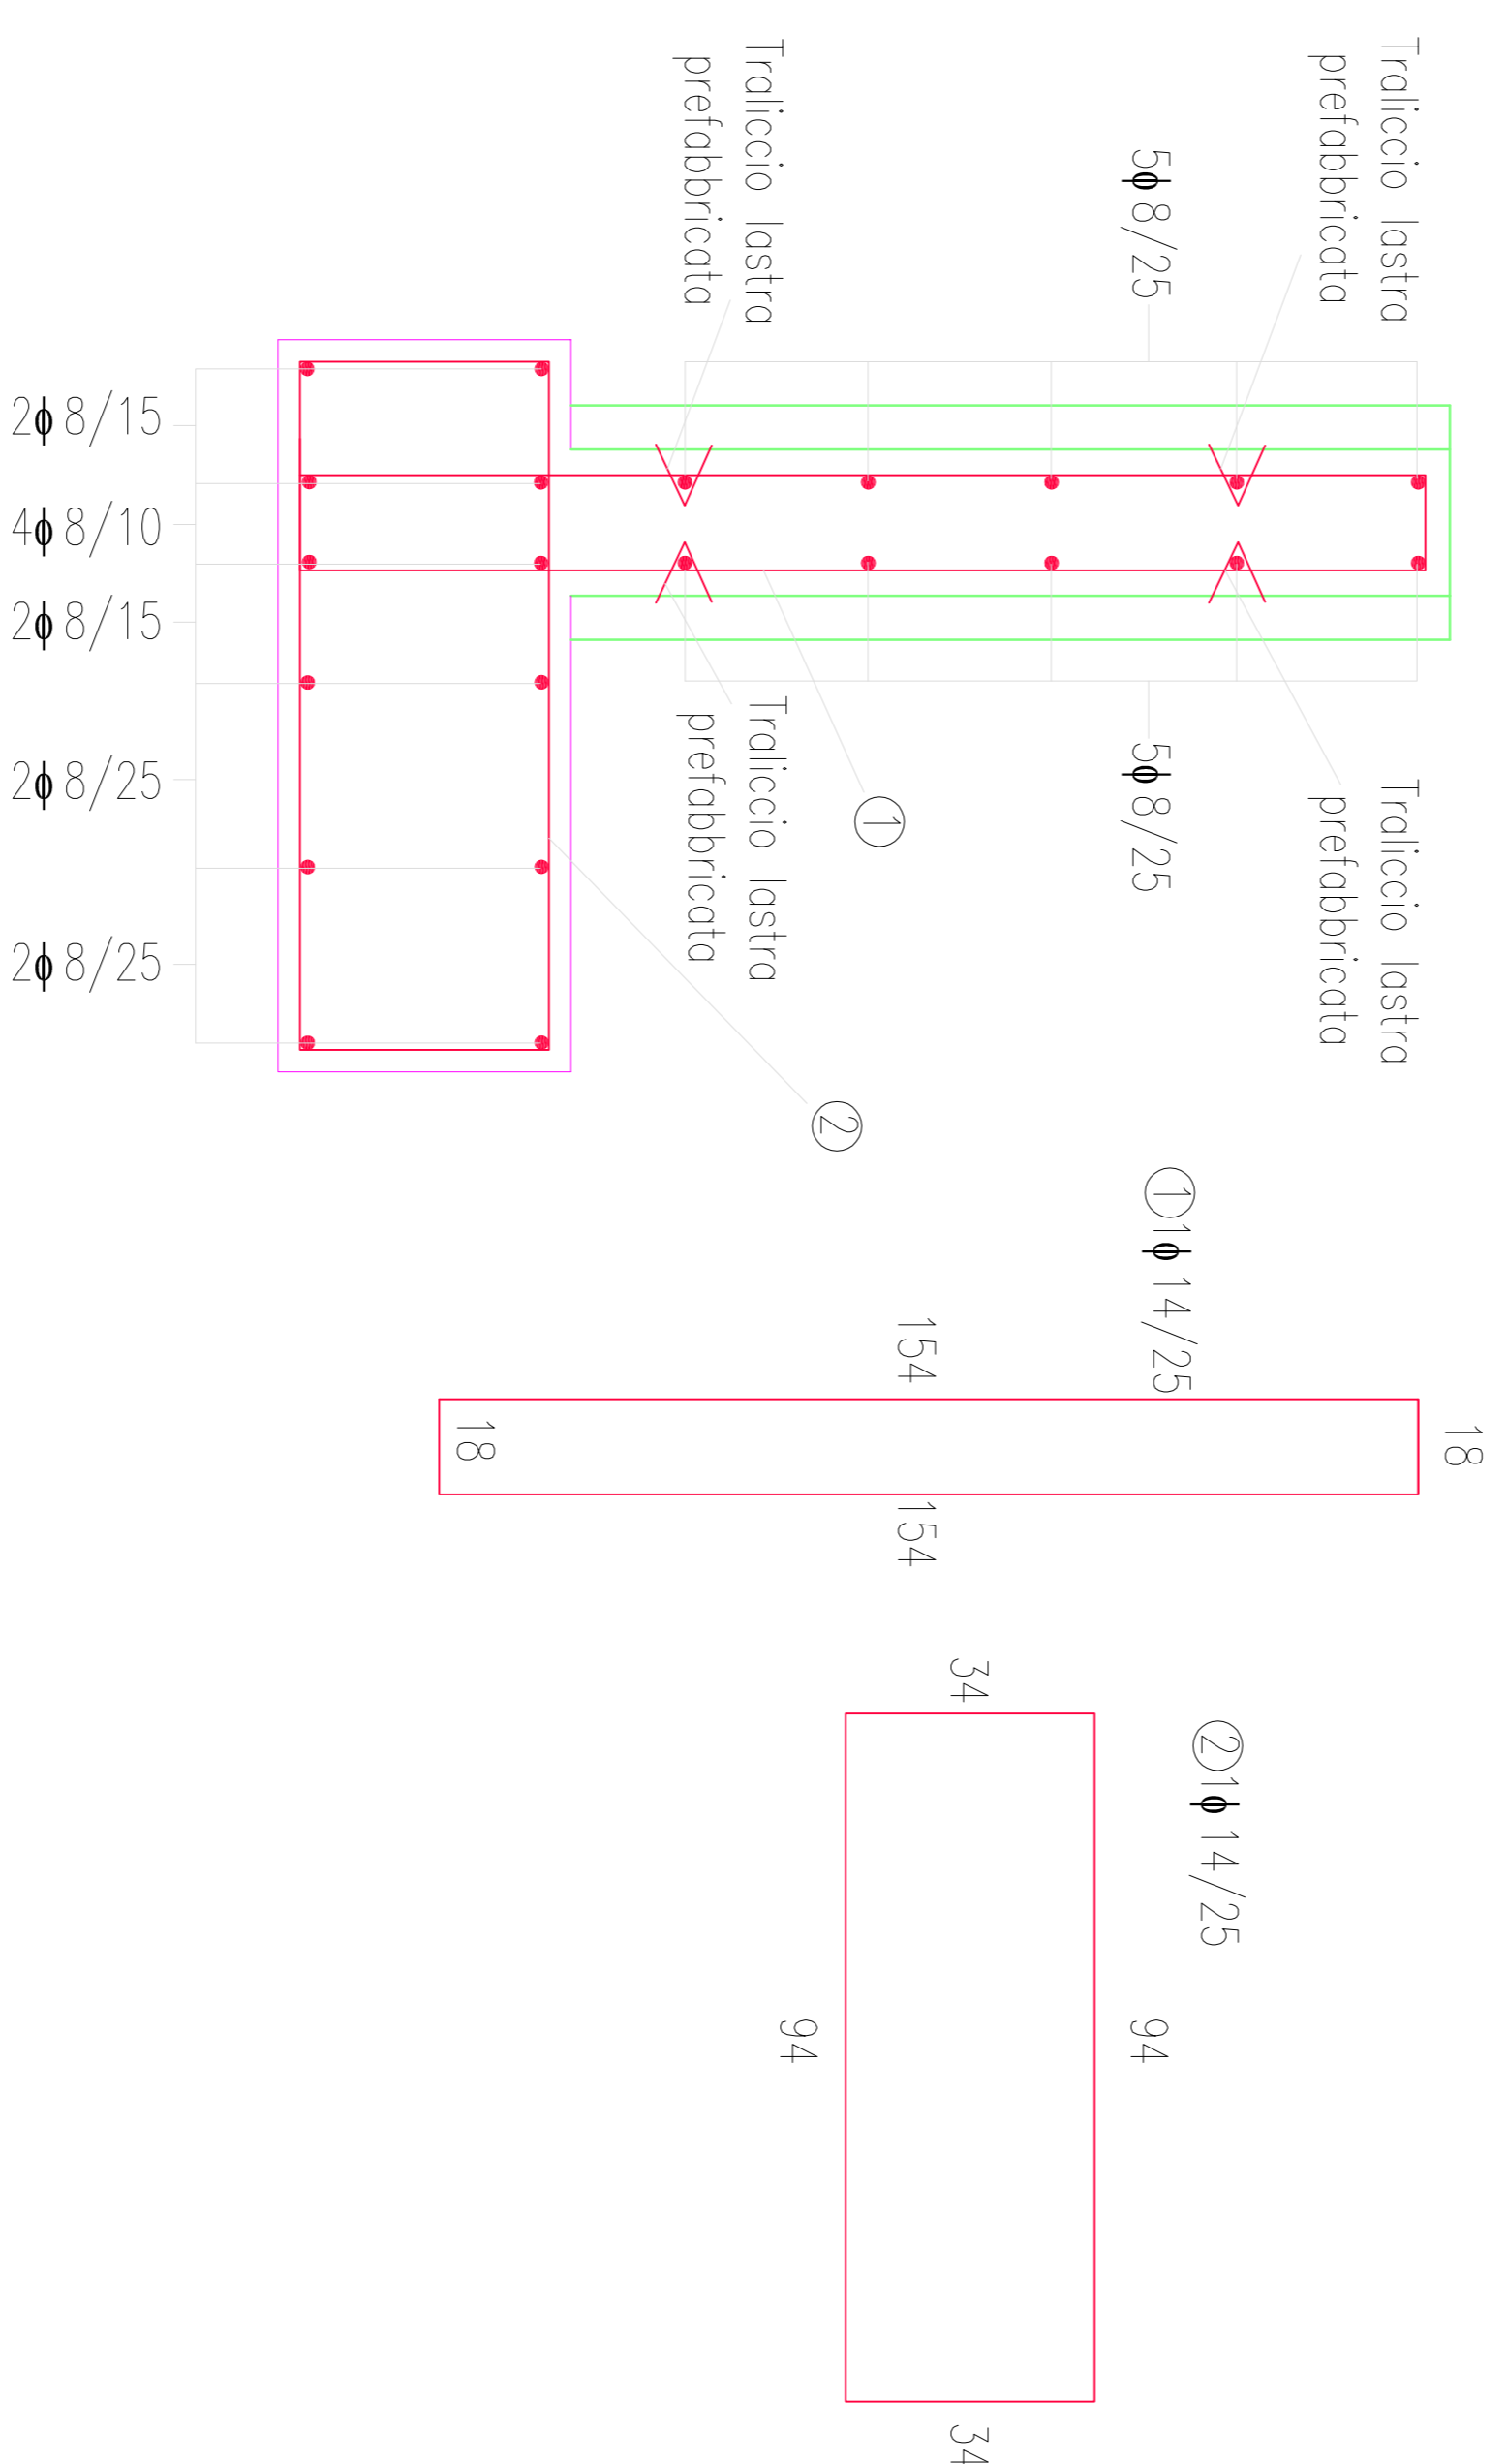 Traliccio lastra
prefabbricata
Traliccio lastra
prefabbricata
5ϕ8/25
2ϕ8/15
4ϕ8/10
2ϕ8/15
2ϕ8/25
2ϕ8/25
Traliccio lastra
prefabbricata
Traliccio lastra
prefabbricata
5ϕ8/25
1
2
1 1ϕ14/25
154
18
18
154
2 1ϕ14/25
34
94
94
34